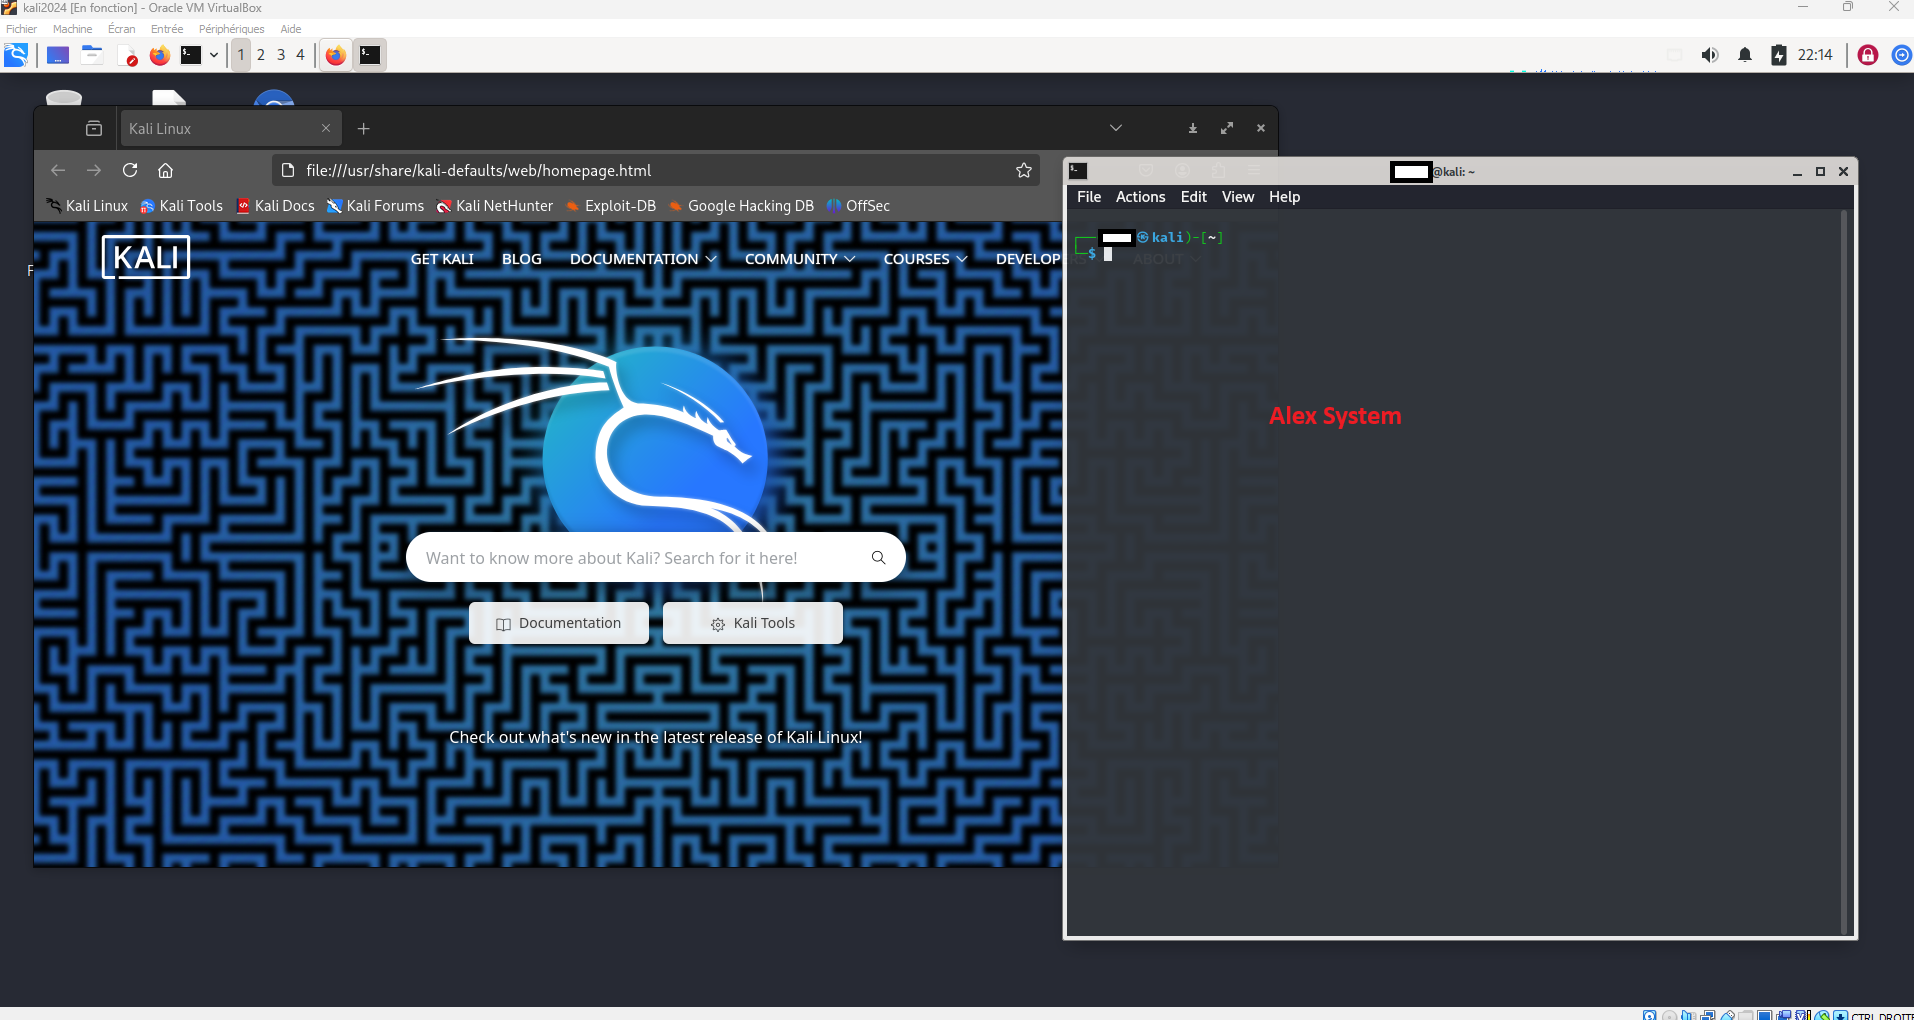 kali2024 [En fonction] - Oracle VM VirtualBox
Fichier Machine Écran Entrée Périphériques Aide
1 2 3 4
22:14
Kali Linux
file:///usr/share/kali-defaults/web/homepage.html
@kali: ~
Kali Linux Kali Tools Kali Docs Kali Forums Kali NetHunter Exploit-DB Google Hacking DB OffSec
File Actions Edit View Help
kali)-[~]
$
F
KALI
GET KALI BLOG DOCUMENTATION COMMUNITY COURSES DEVELOPERS ABOUT
Alex System
Want to know more about Kali? Search for it here!
Documentation Kali Tools
Check out what's new in the latest release of Kali Linux!
CTRL DROITE